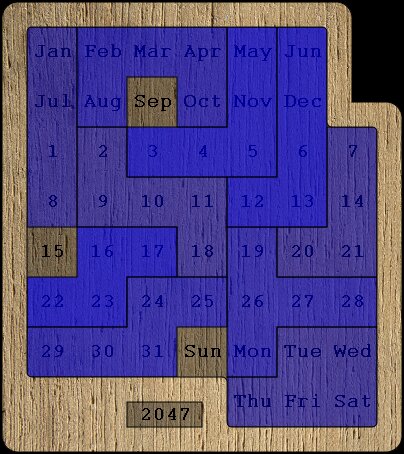 Jan Feb Mar Apr May Jun
Jul Aug Sep Oct Nov Dec
1 2 3 4 5 6 7
8 9 10 11 12 13 14
15 16 17 18 19 20 21
22 23 24 25 26 27 28
29 30 31 Sun Mon Tue Wed
Thu Fri Sat
2047